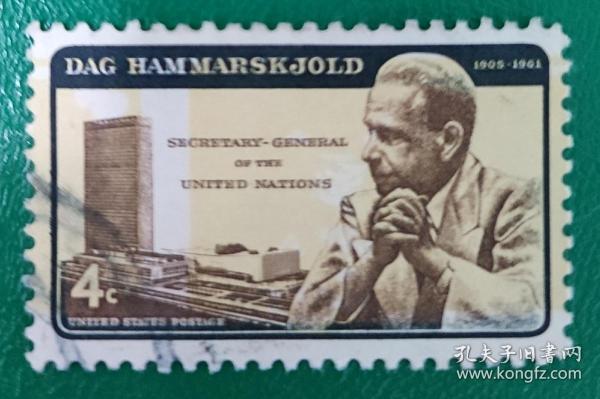 DAG HAMMARSKJOLD
1905-1961
SECRETARY-GENERAL
OF THE
UNITED NATIONS
4c
UNITED STATES POSTAGE
孔夫子旧書网
www.kongfz.com